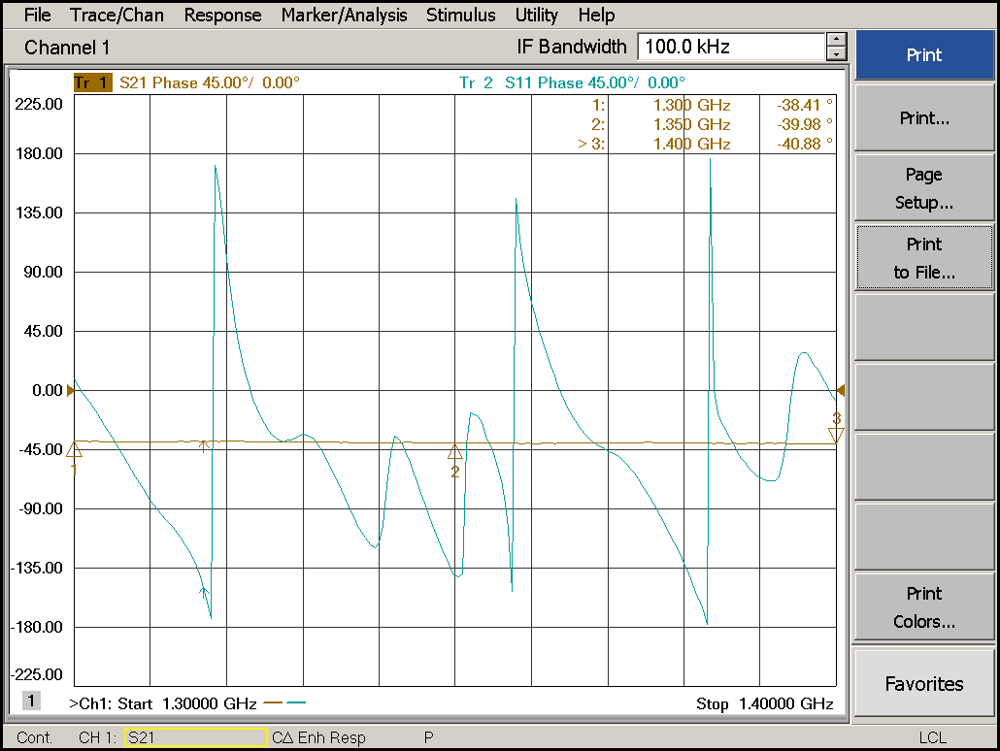 File Trace/Chan Response Marker/Analysis Stimulus Utility Help
Channel 1 IF Bandwidth 100.0 kHz
Print
Print...
Page
Setup...
Print
to File...
Print
Colors...
Favorites
Tr 1 S21 Phase 45.00°/ 0.00° Tr 2 S11 Phase 45.00°/ 0.00°
1: 1.300 GHz -38.41 °
2: 1.350 GHz -39.98 °
> 3: 1.400 GHz -40.88 °
225.00
180.00
135.00
90.00
45.00
0.00
-45.00
-90.00
-135.00
-180.00
-225.00
1
2
3
1 >Ch1: Start 1.30000 GHz Stop 1.40000 GHz
Cont. CH 1: S21 C∆ Enh Resp P LCL